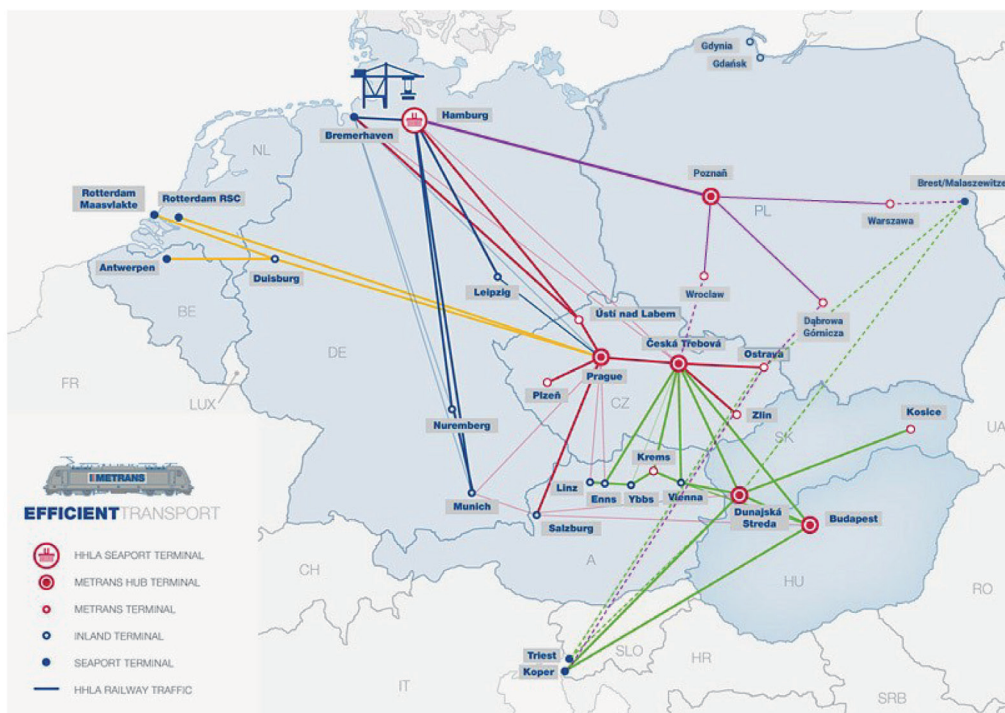 Gdynia
Gdańsk
Hamburg
Bremerhaven
NL
Rotterdam
Maasvlakte
Rotterdam RSC
Poznań
PL
Brest/Malaszewitze
Warszawa
Antwerpen
Duisburg
Leipzig
Wroclaw
BE
Ústí nad Labem
Dąbrowa
Górnicza
DE
Česká Třebová
Ostrava
FR
LUX
Prague
Plzeň
CZ
Zlin
Kosice
Nuremberg
SK
UA
Krems
METRANS
EFFICIENTTRANSPORT
Munich
Linz
Enns
Ybbs
Vienna
Dunajská
Streda
Budapest
Salzburg
A
HHLA SEAPORT TERMINAL
METRANS HUB TERMINAL
METRANS TERMINAL
INLAND TERMINAL
SEAPORT TERMINAL
HHLA RAILWAY TRAFFIC
CH
HU
RO
Triest
Koper
SLO
HR
IT
SRB